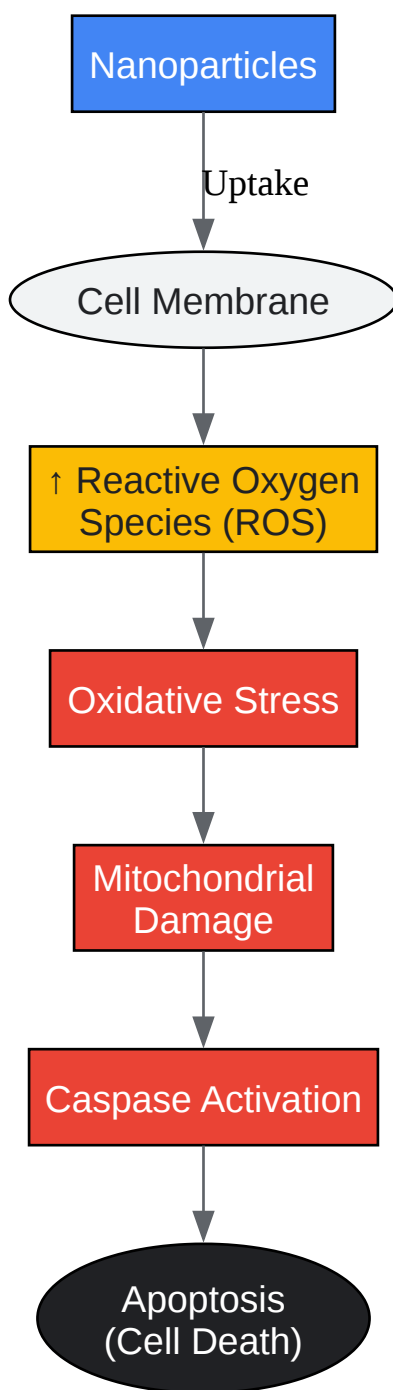 Nanoparticles
Uptake
Cell Membrane
↑ Reactive Oxygen
Species (ROS)
Oxidative Stress
Mitochondrial
Damage
Caspase Activation
Apoptosis
(Cell Death)